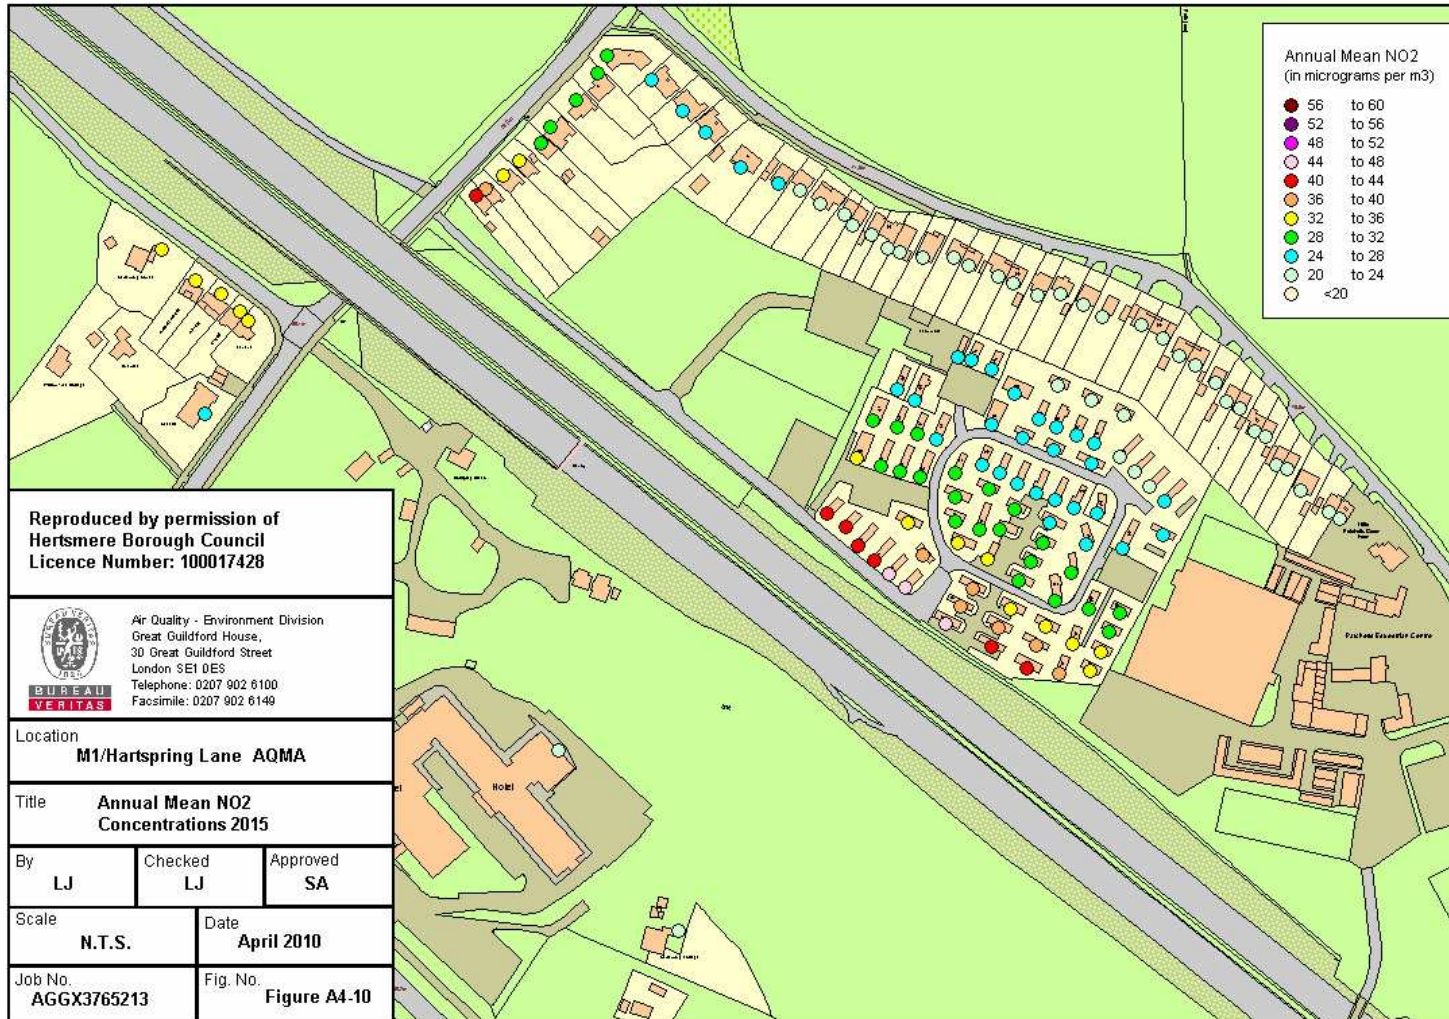 Annual Mean NO2
(in micrograms per m3)
56 to 60
52 to 56
48 to 52
44 to 48
40 to 44
36 to 40
32 to 36
28 to 32
24 to 28
20 to 24
<20
Reproduced by permission of
Hertsmere Borough Council
Licence Number: 100017428
BUREAU VERITAS
1828
BUREAU
VERITAS
Air Quality - Environment Division
Great Guildford House,
30 Great Guildford Street
London SE1 0ES
Telephone: 0207 902 6100
Facsimile: 0207 902 6149
Location
M1/Hartspring Lane AQMA
Title Annual Mean NO2
Concentrations 2015
By Checked Approved
LJ LJ SA
Scale Date
N.T.S. April 2010
Job No. Fig. No.
AGGX3765213 Figure A4-10
Hotel